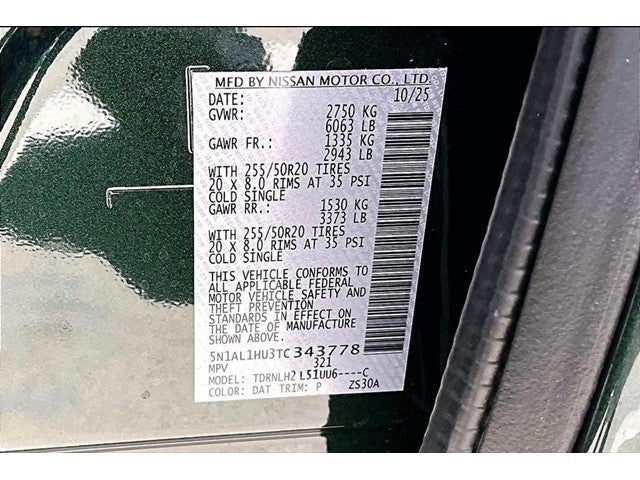 MFD BY NISSAN MOTOR CO., LTD.
DATE: 10/25
GVWR: 2750 KG
6063 LB
GAWR FR.: 1335 KG
2943 LB
WITH 255/50R20 TIRES
20 X 8.0 RIMS AT 35 PSI
COLD SINGLE
GAWR RR.: 1530 KG
3373 LB
WITH 255/50R20 TIRES
20 X 8.0 RIMS AT 35 PSI
COLD SINGLE
THIS VEHICLE CONFORMS TO
ALL APPLICABLE FEDERAL
MOTOR VEHICLE SAFETY AND
THEFT PREVENTION
STANDARDS IN EFFECT ON
THE DATE OF MANUFACTURE
SHOWN ABOVE.
5N1AL1HU3TC343778
MPV 321
MODEL: TDRNLH2L51UU6----C
COLOR: DAT TRIM: P ZS30A